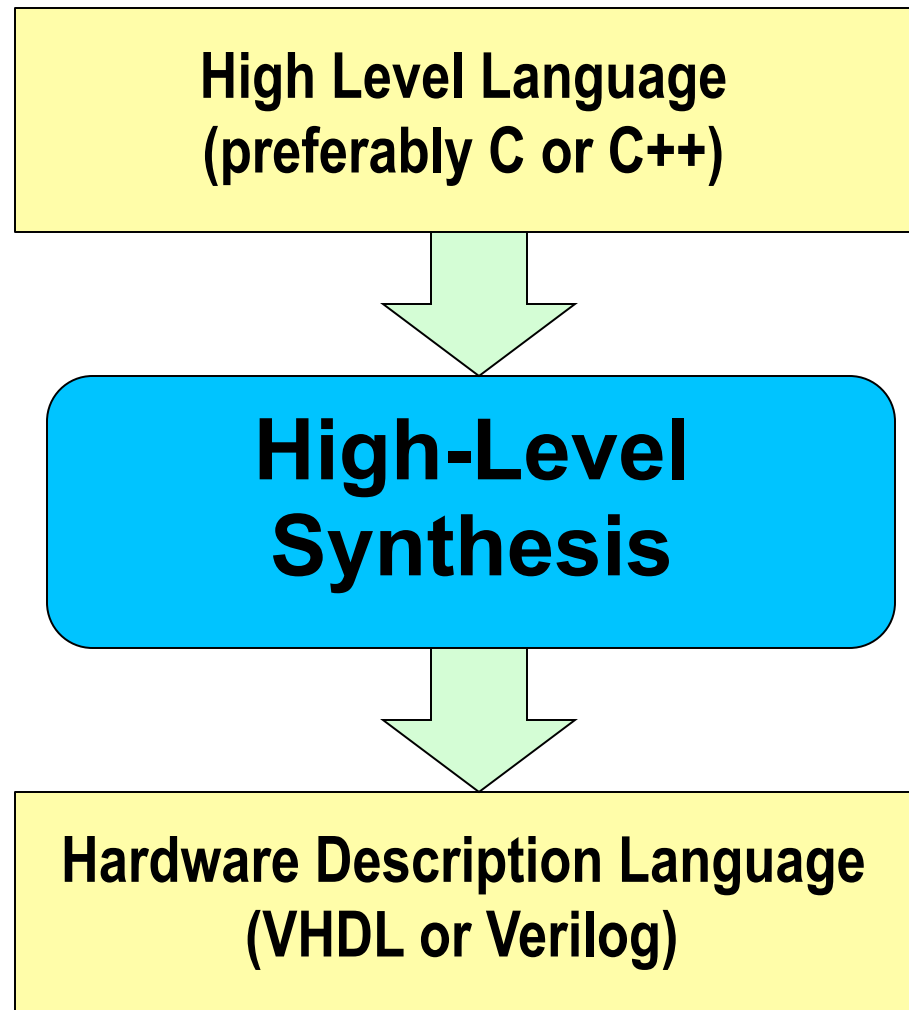 High Level Language
(preferably C or C++)
High-Level
Synthesis
Hardware Description Language
(VHDL or Verilog)